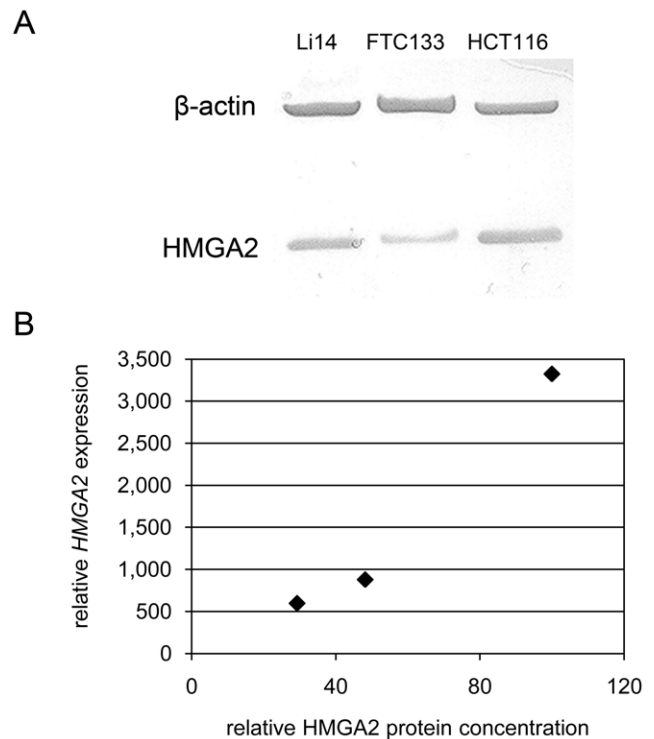 A
Li14 FTC133 HCT116
β-actin
HMGA2
B
3,500
3,000
2,500
2,000
1,500
1,000
500
0
relative HMGA2 expression
0 40 80 120
relative HMGA2 protein concentration